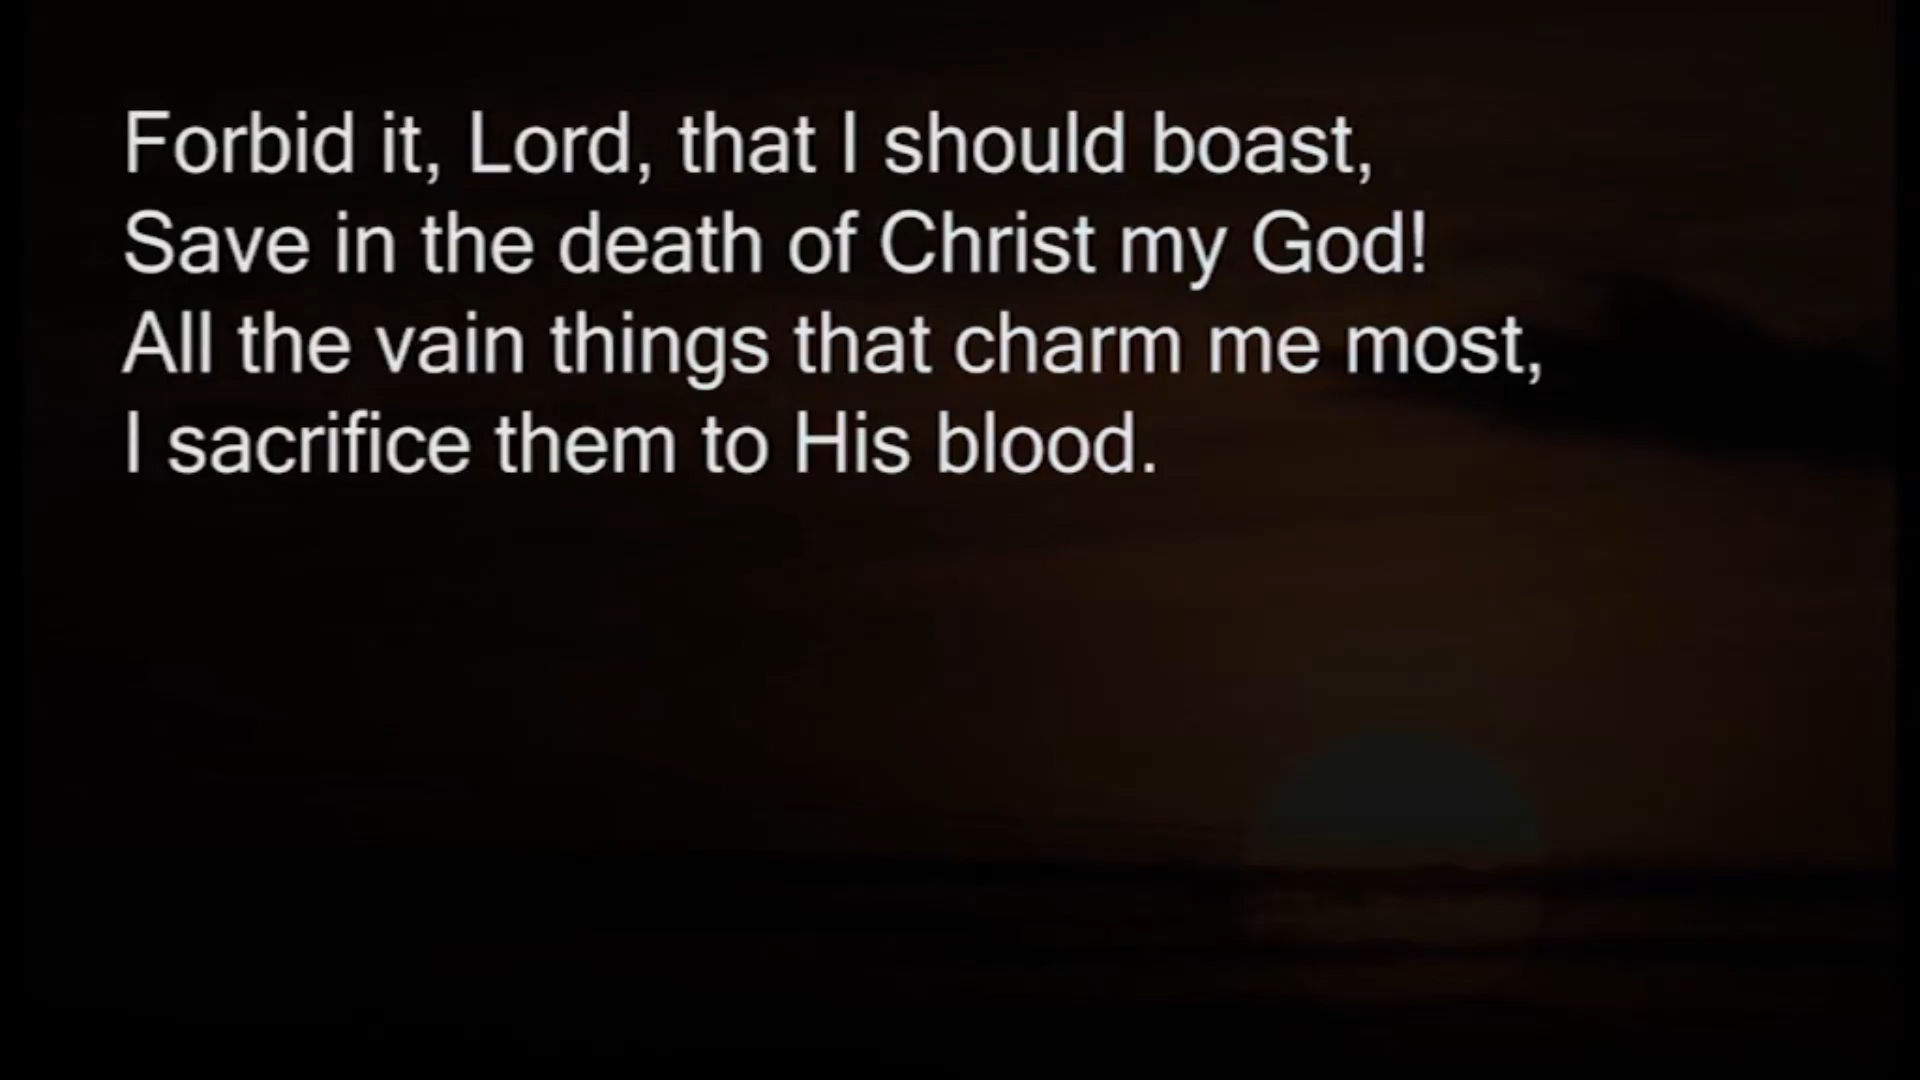 Forbid it, Lord, that I should boast,
Save in the death of Christ my God!
All the vain things that charm me most,
I sacrifice them to His blood.